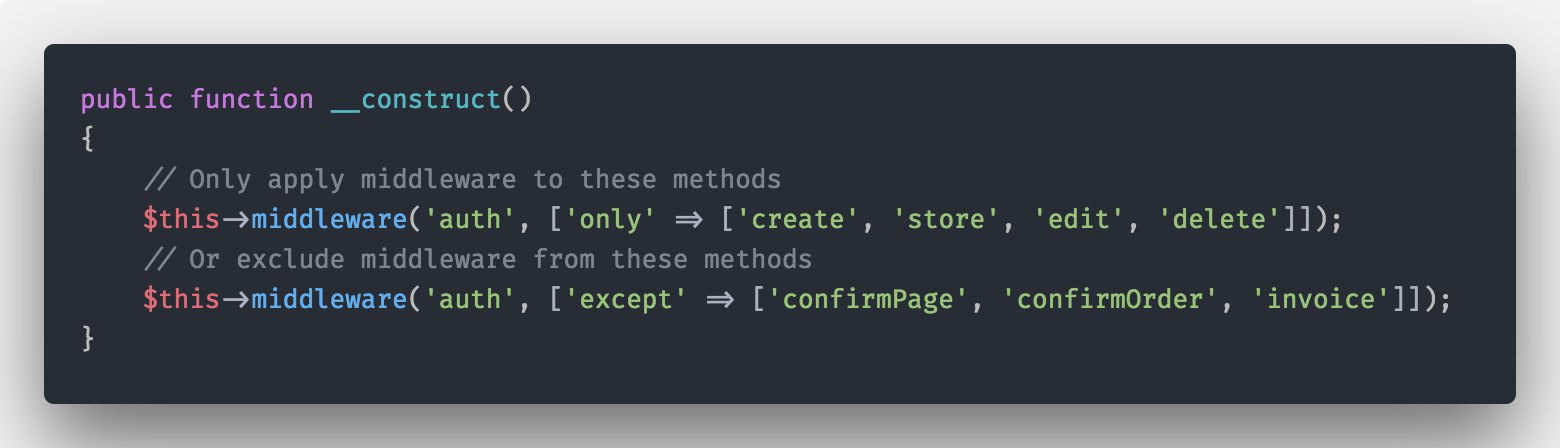 public function __construct()
{
    // Only apply middleware to these methods
    $this->middleware('auth', ['only' => ['create', 'store', 'edit', 'delete']]);
    // Or exclude middleware from these methods
    $this->middleware('auth', ['except' => ['confirmPage', 'confirmOrder', 'invoice']]);
}